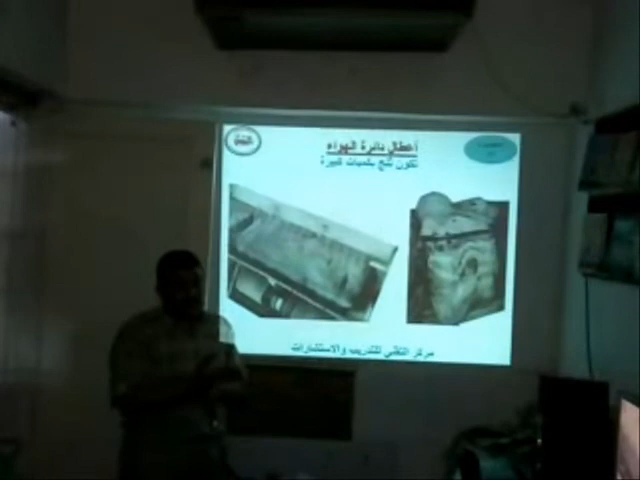 أعطال دائرة الهواء
تكون ثلج بكميات كبيرة
مركز التقني للتدريب والاستشارات